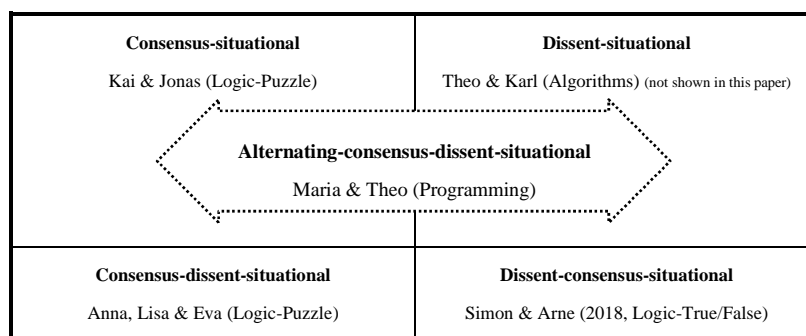 Consensus-situational
Kai & Jonas (Logic-Puzzle)
Dissent-situational
Theo & Karl (Algorithms) (not shown in this paper)
Alternating-consensus-dissent-situational
Maria & Theo (Programming)
Consensus-dissent-situational
Anna, Lisa & Eva (Logic-Puzzle)
Dissent-consensus-situational
Simon & Arne (2018, Logic-True/False)